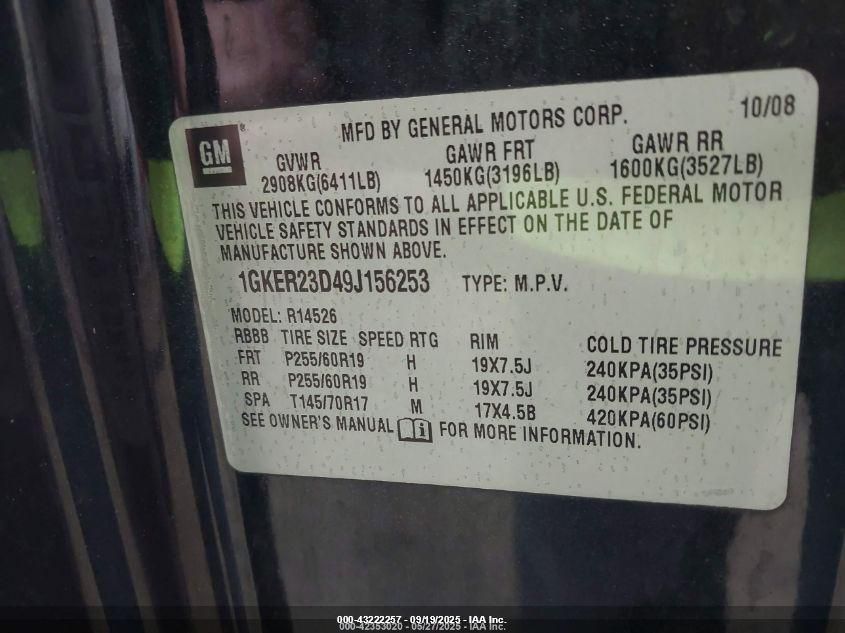 GM
®
MFD BY GENERAL MOTORS CORP. 10/08
GVWR GAWR FRT GAWR RR
2908KG(6411LB) 1450KG(3196LB) 1600KG(3527LB)
THIS VEHICLE CONFORMS TO ALL APPLICABLE U.S. FEDERAL MOTOR
VEHICLE SAFETY STANDARDS IN EFFECT ON THE DATE OF
MANUFACTURE SHOWN ABOVE.
1GKER23D49J156253 TYPE: M.P.V.
MODEL: R14526
RBBB TIRE SIZE SPEED RTG RIM COLD TIRE PRESSURE
FRT P255/60R19 H 19X7.5J 240KPA(35PSI)
RR P255/60R19 H 19X7.5J 240KPA(35PSI)
SPA T145/70R17 M 17X4.5B 420KPA(60PSI)
SEE OWNER'S MANUAL i FOR MORE INFORMATION.
000-43222257 - 09/19/2025 - IAA Inc.
000-42353020 - 05/27/2025 - IAA Inc.